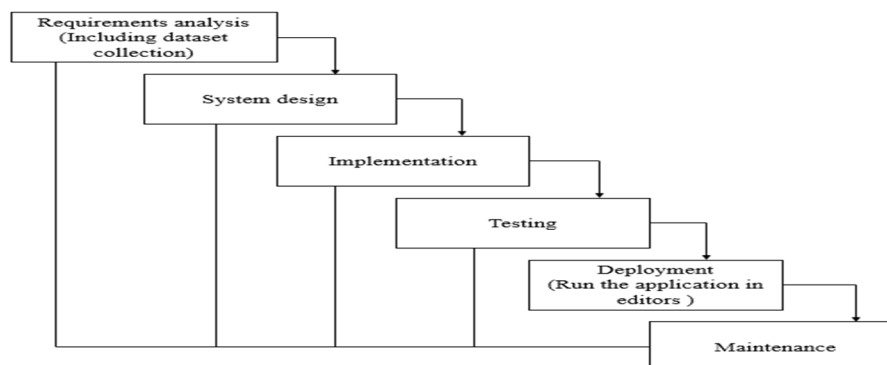 Requirements analysis
(Including dataset
collection)
System design
Implementation
Testing
Deployment
(Run the application in
editors )
Maintenance